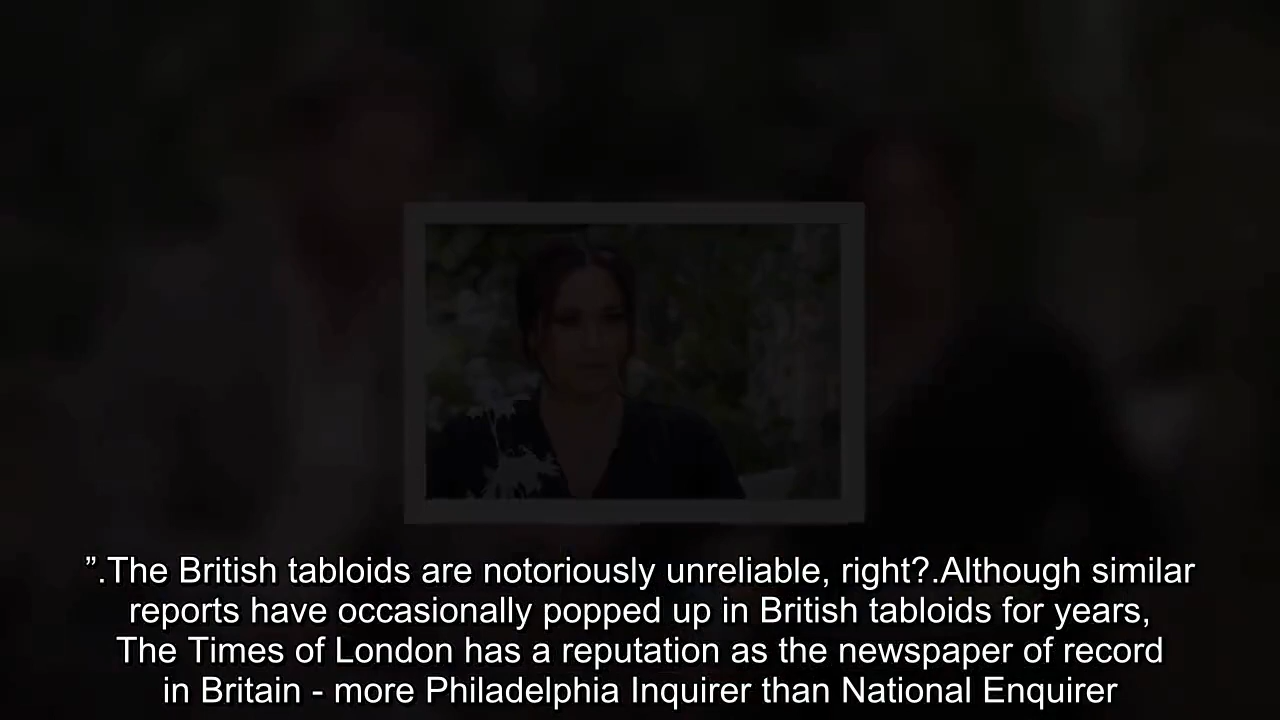 ”.The British tabloids are notoriously unreliable, right?.Although similar
reports have occasionally popped up in British tabloids for years,
The Times of London has a reputation as the newspaper of record
in Britain - more Philadelphia Inquirer than National Enquirer